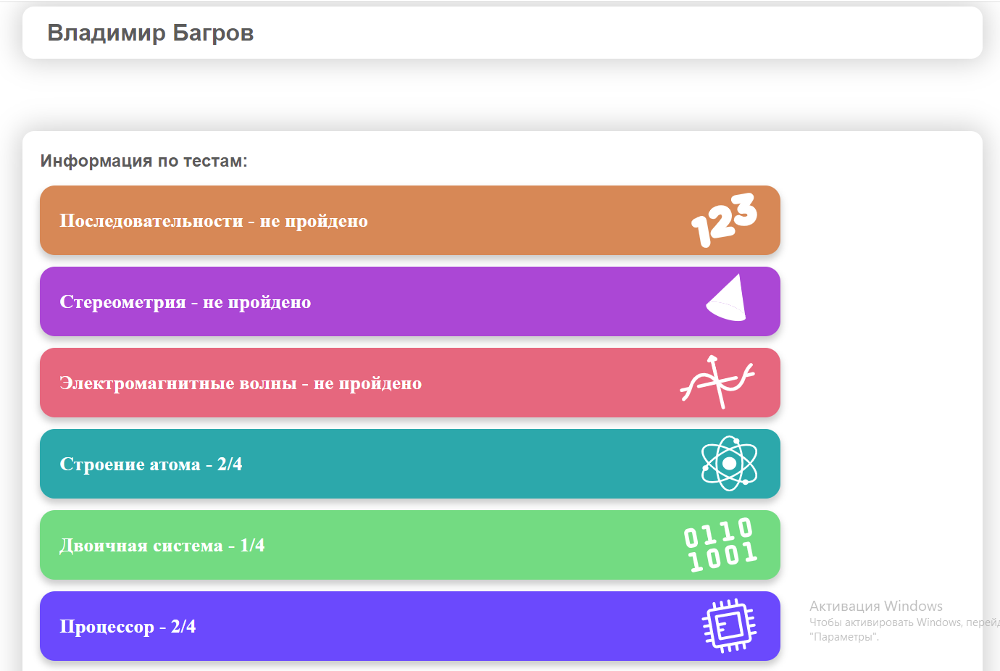 Владимир Багров
Информация по тестам:
Последовательности - не пройдено
123
Стереометрия - не пройдено
Электромагнитные волны - не пройдено
Строение атома - 2/4
Двоичная система - 1/4
0110
1001
Процессор - 2/4
Активация Windows
Чтобы активировать Windows, перейд
"Параметры".